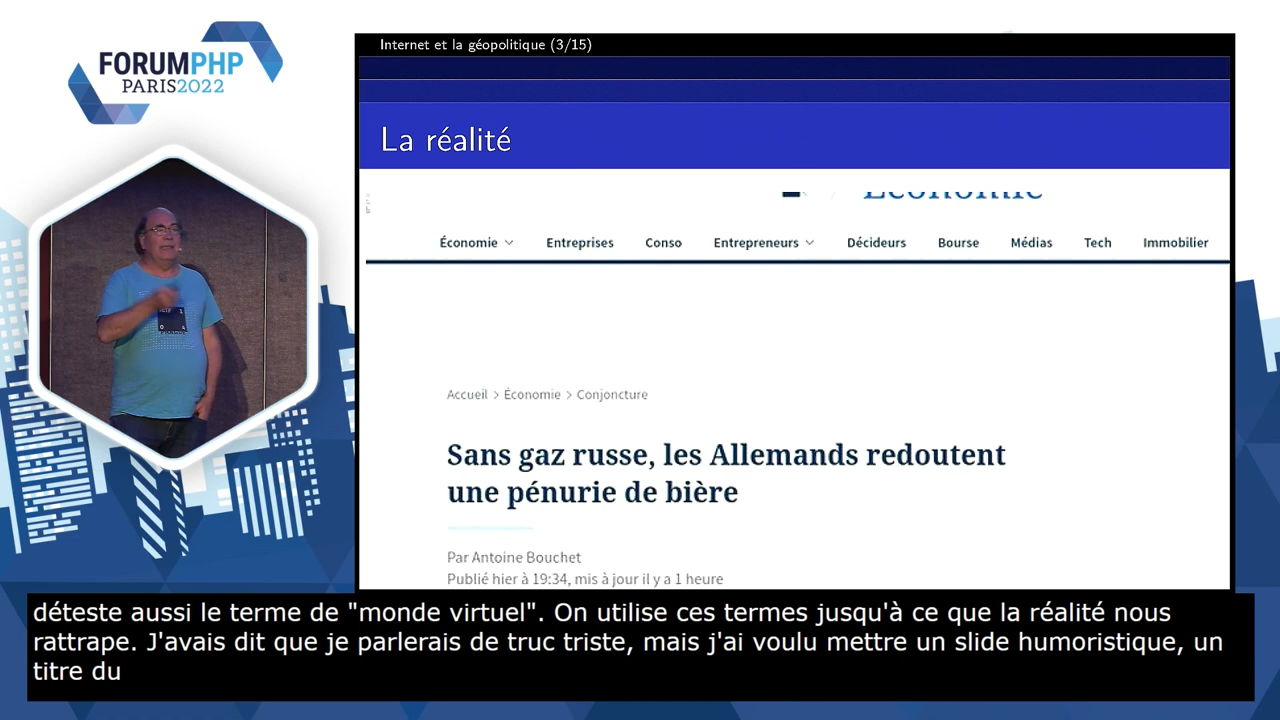 FORUMPHP
PARIS2022
Internet et la géopolitique (3/15)
La réalité
Économie
Économie Entreprises Conso Entrepreneurs Décideurs Bourse Médias Tech Immobilier
Accueil > Économie > Conjoncture
Sans gaz russe, les Allemands redoutent
une pénurie de bière
Par Antoine Bouchet
Publié hier à 19:34, mis à jour il y a 1 heure
déteste aussi le terme de "monde virtuel". On utilise ces termes jusqu'à ce que la réalité nous
rattrape. J'avais dit que je parlerais de truc triste, mais j'ai voulu mettre un slide humoristique, un
titre du